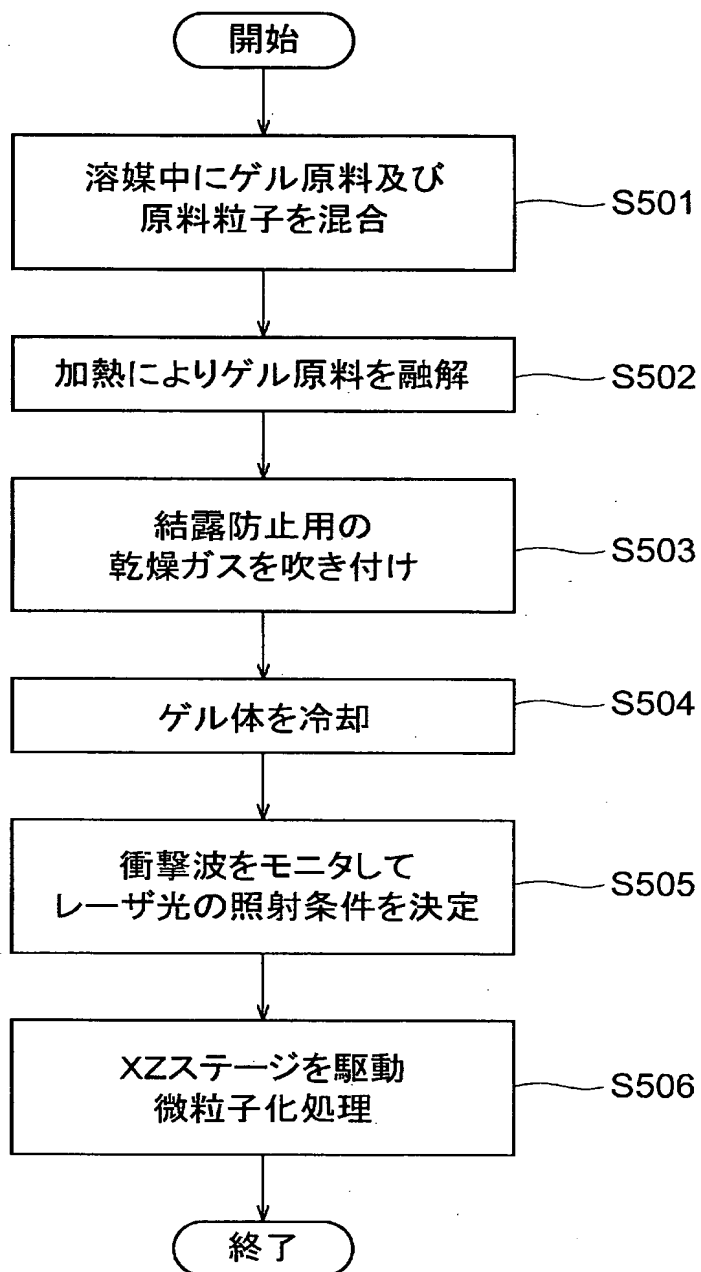 開始
溶媒中にゲル原料及び
原料粒子を混合
S501
加熱によりゲル原料を融解
S502
結露防止用の
乾燥ガスを吹き付け
S503
ゲル体を冷却
S504
衝撃波をモニタして
レーザ光の照射条件を決定
S505
XZステージを駆動
微粒子化処理
S506
終了